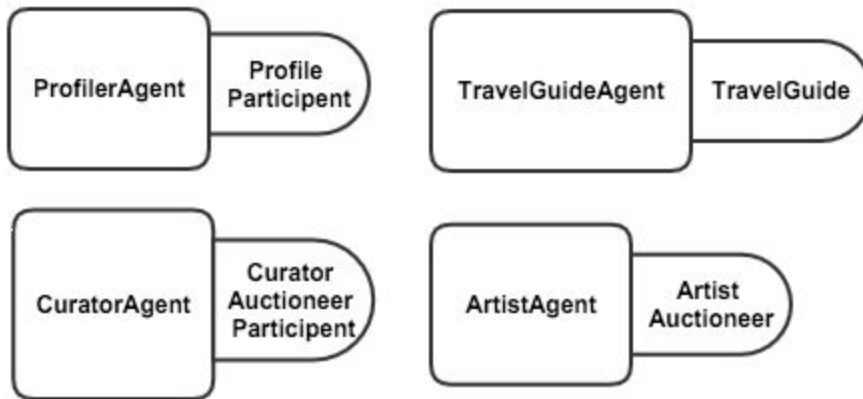 ProfilerAgent
Profile
Participent
TravelGuideAgent
TravelGuide
CuratorAgent
Curator
Auctioneer
Participent
ArtistAgent
Artist
Auctioneer